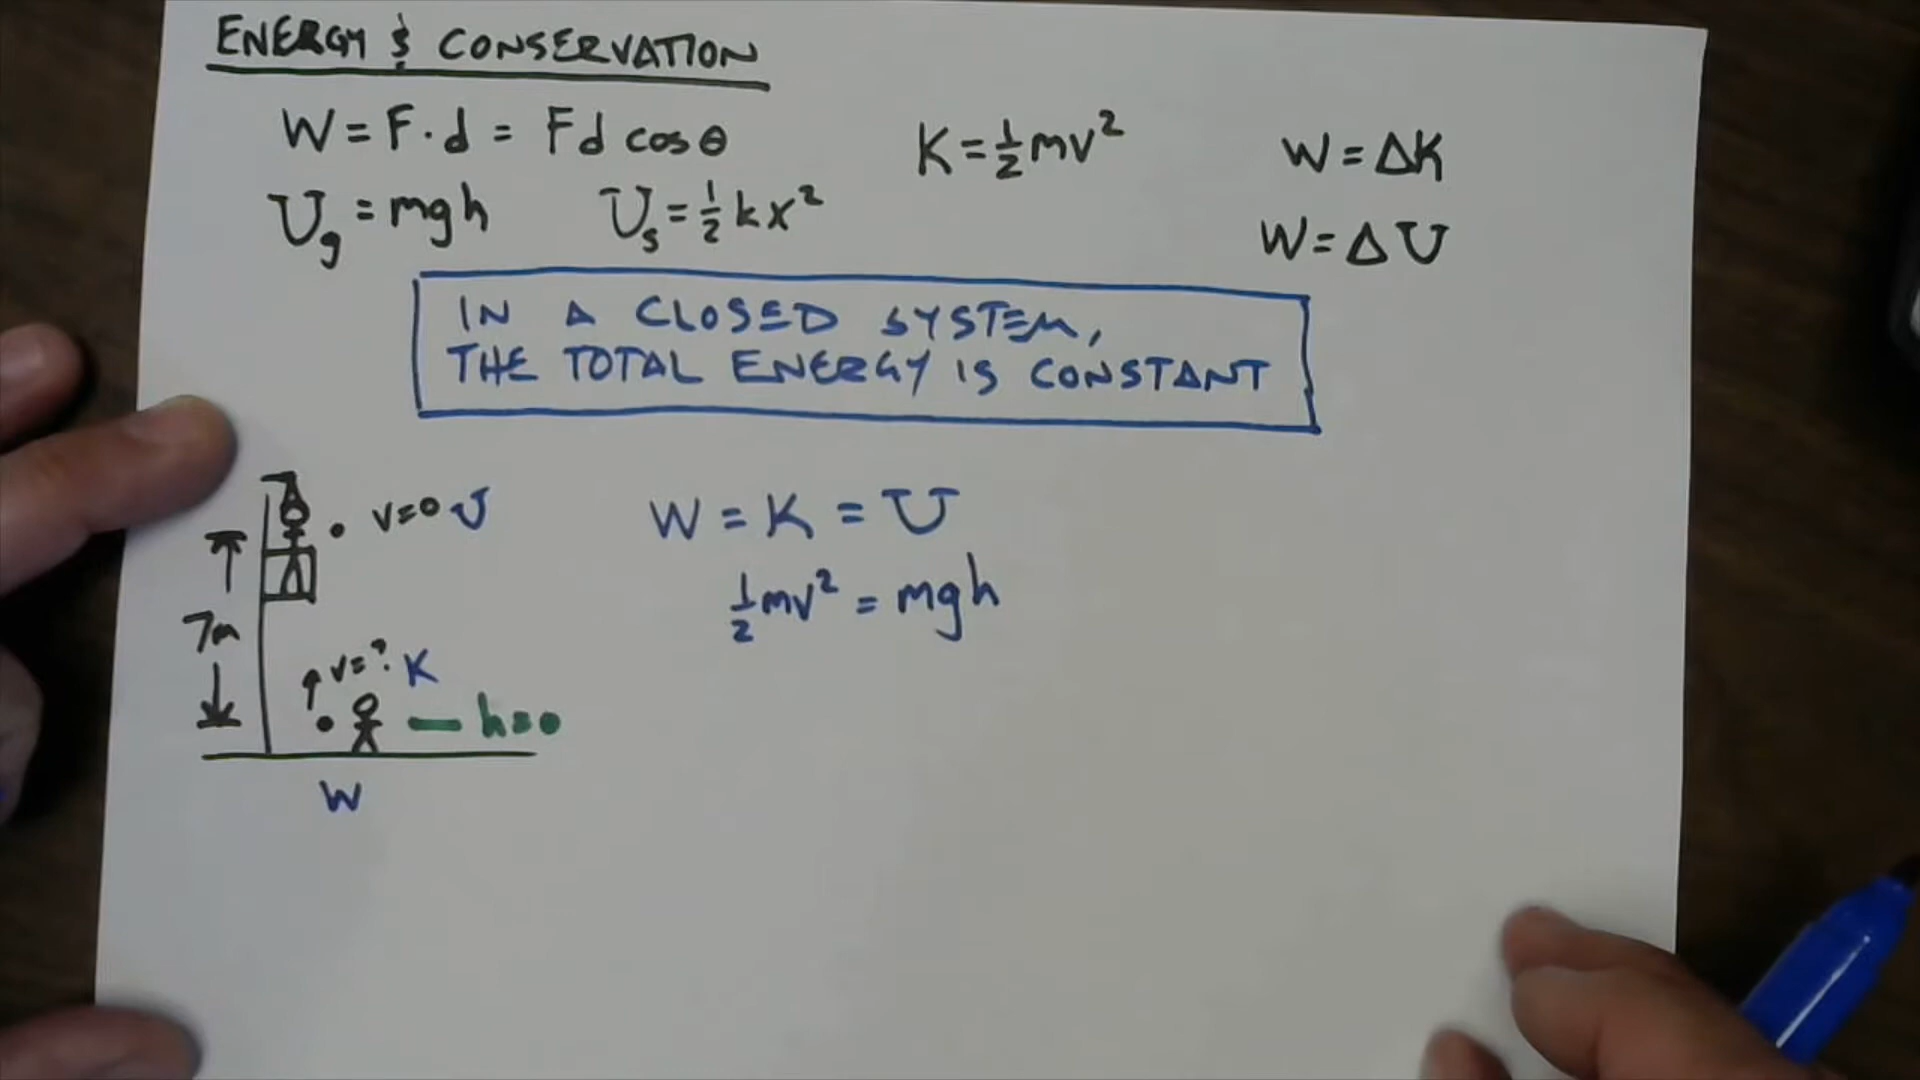 ENERGY & CONSERVATION
W = F · d = Fd cos θ
K = ½mv²
W = ΔK
Ug = mgh
Us = ½kx²
W = ΔU
IN A CLOSED SYSTEM,
THE TOTAL ENERGY IS CONSTANT
v=0 U
W = K = U
½mv² = mgh
7m
v=? K
h=0
W